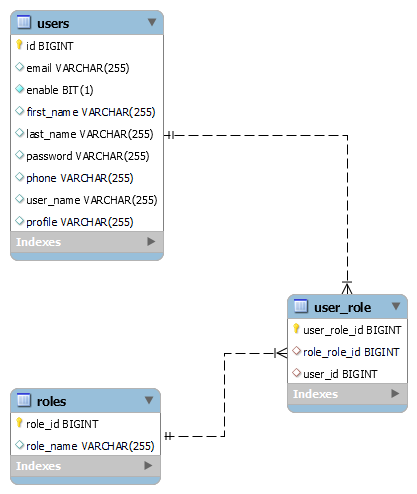 users
id BIGINT
email VARCHAR(255)
enable BIT(1)
first_name VARCHAR(255)
last_name VARCHAR(255)
password VARCHAR(255)
phone VARCHAR(255)
user_name VARCHAR(255)
profile VARCHAR(255)
Indexes
user_role
user_role_id BIGINT
role_role_id BIGINT
user_id BIGINT
Indexes
roles
role_id BIGINT
role_name VARCHAR(255)
Indexes